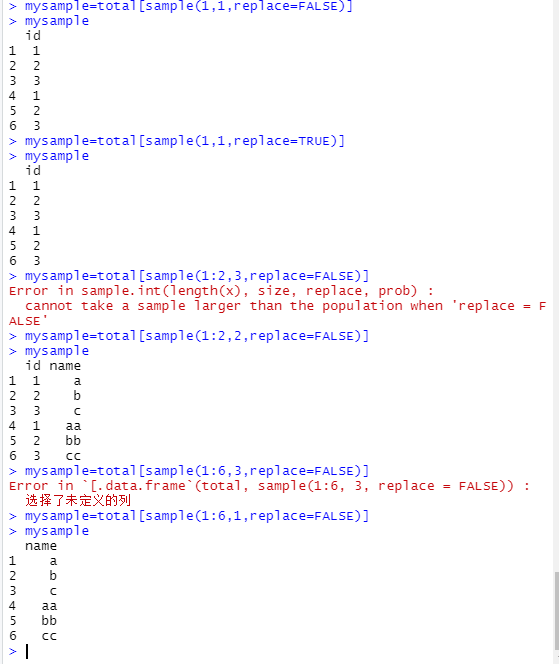 > mysample=total[sample(1,1,replace=FALSE)]
> mysample
  id
1  1
2  2
3  3
4  1
5  2
6  3
> mysample=total[sample(1,1,replace=TRUE)]
> mysample
  id
1  1
2  2
3  3
4  1
5  2
6  3
> mysample=total[sample(1:2,3,replace=FALSE)]
Error in sample.int(length(x), size, replace, prob) :
  cannot take a sample larger than the population when 'replace = F
ALSE'
> mysample=total[sample(1:2,2,replace=FALSE)]
> mysample
  id name
1  1    a
2  2    b
3  3    c
4  1   aa
5  2   bb
6  3   cc
> mysample=total[sample(1:6,3,replace=FALSE)]
Error in `[.data.frame`(total, sample(1:6, 3, replace = FALSE)) :
  选择了未定义的列
> mysample=total[sample(1:6,1,replace=FALSE)]
> mysample
  name
1    a
2    b
3    c
4   aa
5   bb
6   cc
>